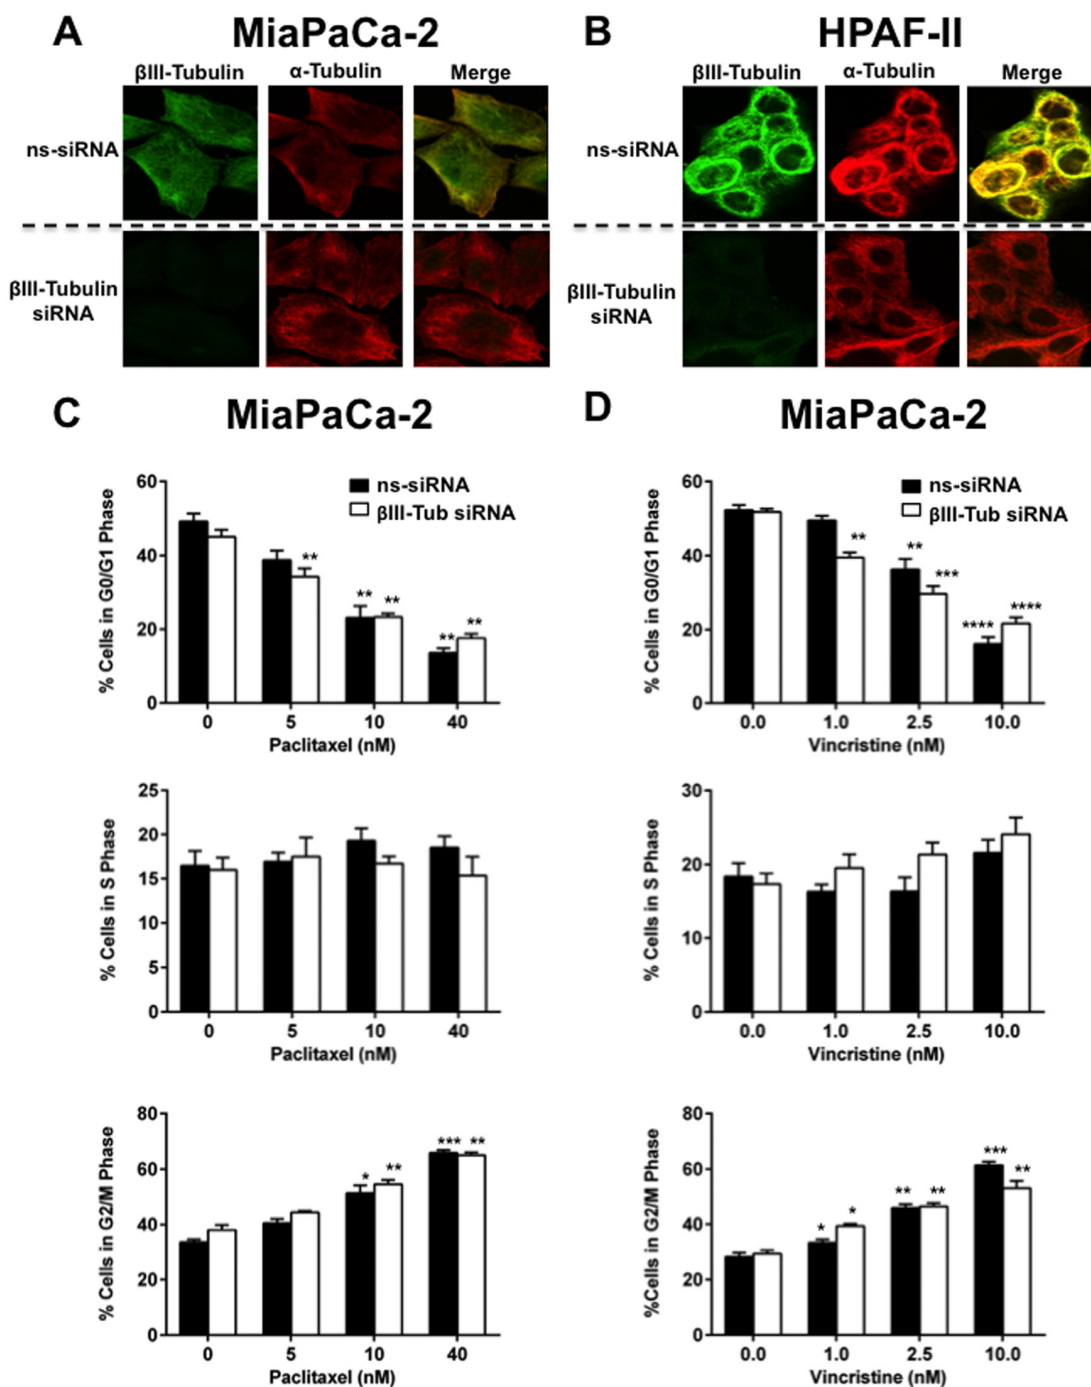 A
MiaPaCa-2
βIII-Tubulin
α-Tubulin
Merge
ns-siRNA
βIII-Tubulin
siRNA
B
HPAF-II
βIII-Tubulin
α-Tubulin
Merge
ns-siRNA
βIII-Tubulin
siRNA
C
MiaPaCa-2
% Cells in G0/G1 Phase
60
40
20
0
ns-siRNA
βIII-Tub siRNA
**
**
**
**
**
0 5 10 40
Paclitaxel (nM)
% Cells in S Phase
25
20
15
10
5
0
0 5 10 40
Paclitaxel (nM)
% Cells in G2/M Phase
80
60
40
20
0
*
**
***
**
0 5 10 40
Paclitaxel (nM)
D
MiaPaCa-2
% Cells in G0/G1 Phase
60
40
20
0
ns-siRNA
βIII-Tub siRNA
**
**
***
****
****
0.0 1.0 2.5 10.0
Vincristine (nM)
% Cells in S Phase
30
20
10
0
0.0 1.0 2.5 10.0
Vincristine (nM)
%Cells in G2/M Phase
80
60
40
20
0
*
*
**
**
***
**
0.0 1.0 2.5 10.0
Vincristine (nM)